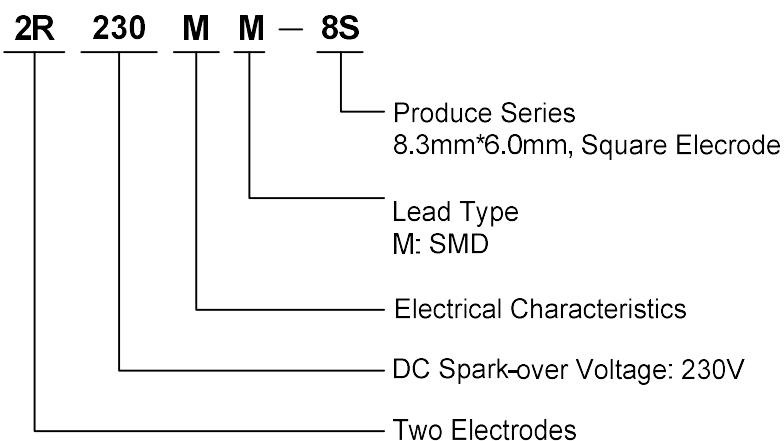 2R 230 M M – 8S
Produce Series
8.3mm*6.0mm, Square Elecrode
Lead Type
M: SMD
Electrical Characteristics
DC Spark-over Voltage: 230V
Two Electrodes